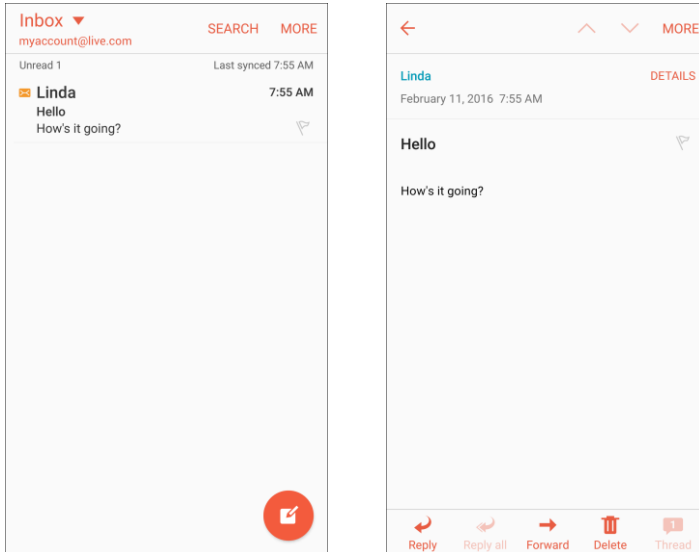 Inbox ▼ SEARCH MORE
myaccount@live.com
Unread 1 Last synced 7:55 AM
Linda 7:55 AM
Hello
How's it going?
MORE
Linda DETAILS
February 11, 2016 7:55 AM
Hello
How's it going?
Reply Reply all Forward Delete 1 Thread